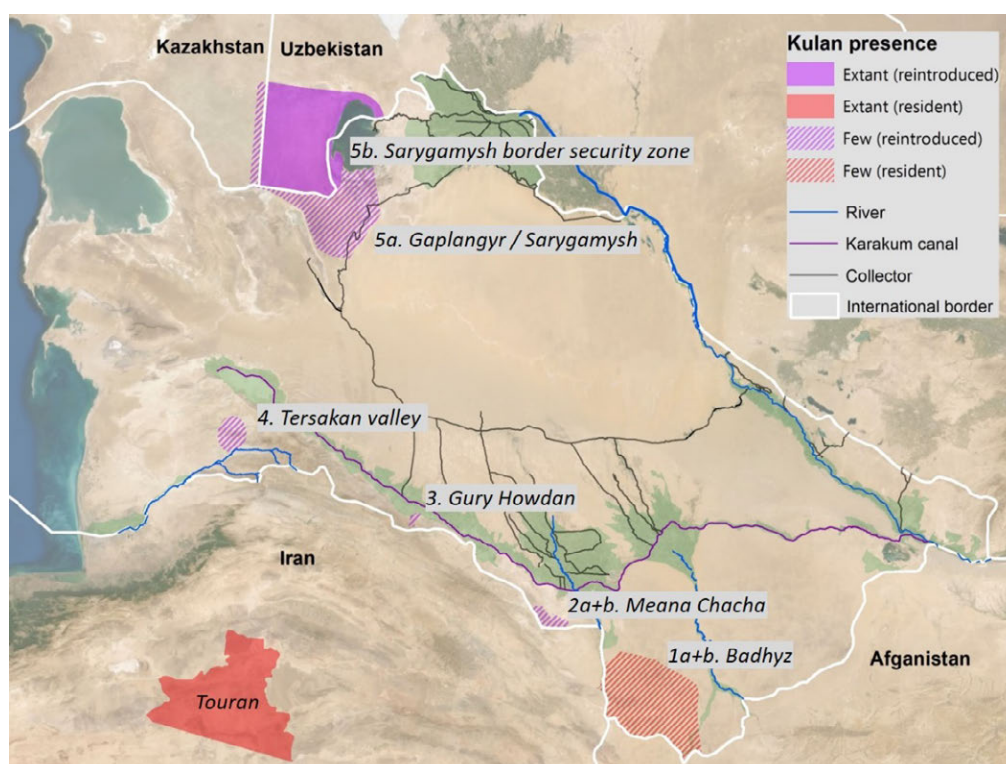 Kazakhstan
Uzbekistan
Kulan presence
Extant (reintroduced)
Extant (resident)
Few (reintroduced)
Few (resident)
River
Karakum canal
Collector
International border
5b. Sarygamysh border security zone
5a. Gaplangyr / Sarygamysh
4. Tersakan valley
3. Gury Howdan
Iran
2a+b. Meana Chacha
1a+b. Badhyz
Afganistan
Touran